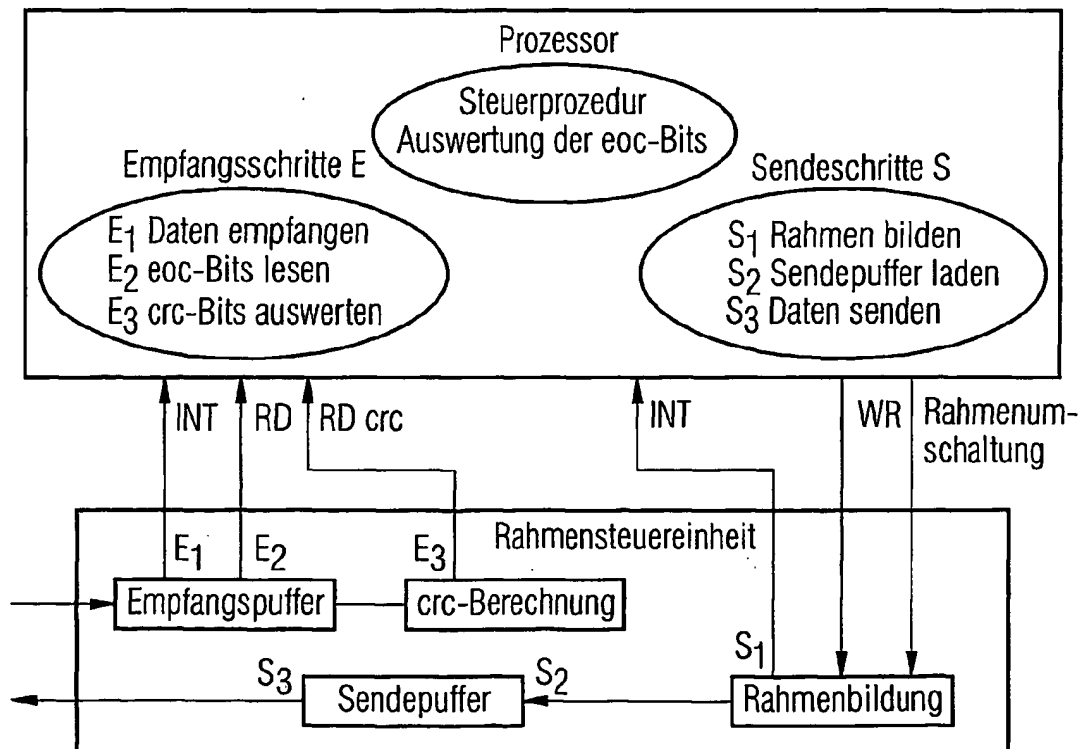 Prozessor
Steuerprozedur
Auswertung der eoc-Bits
Empfangsschritte E
E1 Daten empfangen
E2 eoc-Bits lesen
E3 crc-Bits auswerten
Sendeschritte S
S1 Rahmen bilden
S2 Sendepuffer laden
S3 Daten senden
INT
RD
RD crc
INT
WR
Rahmenum-
schaltung
Rahmensteuereinheit
E1
E2
E3
Empfangspuffer
crc-Berechnung
S3
Sendepuffer
S2
S1
Rahmenbildung